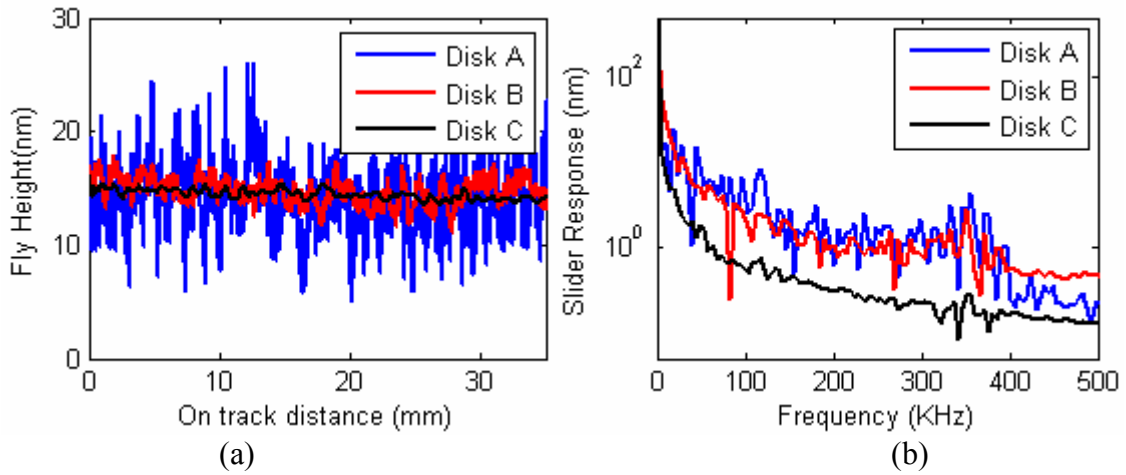 30
20
10
0
Fly Height(nm)
Disk A
Disk B
Disk C
0
10
20
30
On track distance (mm)
(a)
10^2
10^0
Slider Response (nm)
Disk A
Disk B
Disk C
0
100
200
300
400
500
Frequency (KHz)
(b)